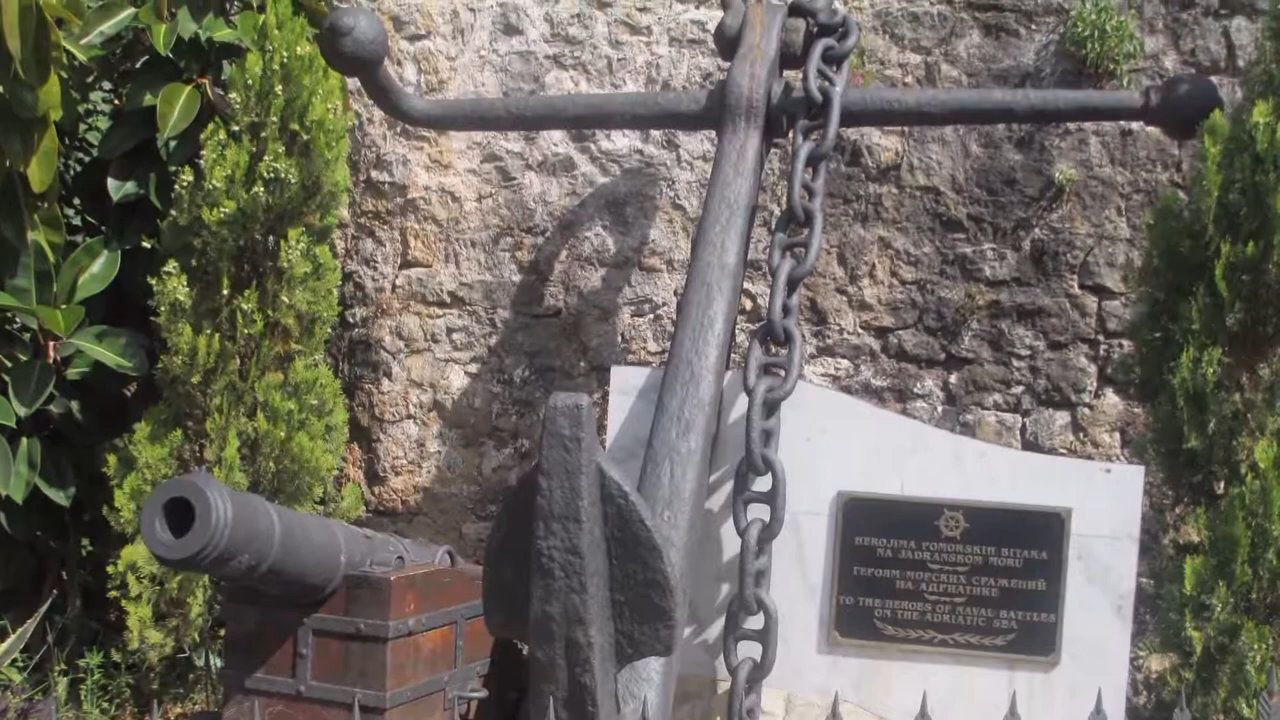 HEROJIMA POMORSKIH BITAKA
NA JADRANSKOM MORU
ГЕРОЯМ МОРСКИХ СРАЖЕНИЙ
НА АДРИАТИКЕ
TO THE HEROES OF NAVAL BATTLES
ON THE ADRIATIC SEA